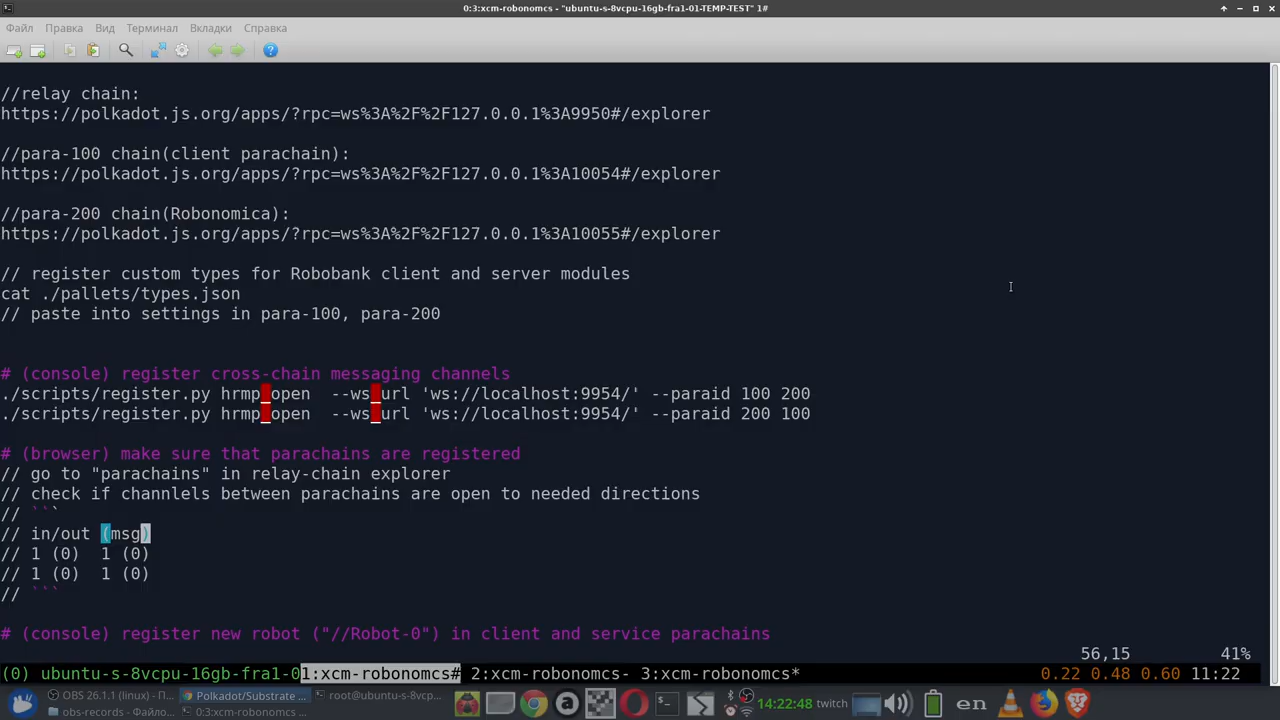 0:3:xcm-robonomcs - "ubuntu-s-8vcpu-16gb-fra1-01-TEMP-TEST" 1#
Файл Правка Вид Терминал Вкладки Справка
//relay chain:
https://polkadot.js.org/apps/?rpc=ws%3A%2F%2F127.0.0.1%3A9950#/explorer
//para-100 chain(client parachain):
https://polkadot.js.org/apps/?rpc=ws%3A%2F%2F127.0.0.1%3A10054#/explorer
//para-200 chain(Robonomica):
https://polkadot.js.org/apps/?rpc=ws%3A%2F%2F127.0.0.1%3A10055#/explorer
// register custom types for Robobank client and server modules
cat ./pallets/types.json
// paste into settings in para-100, para-200
# (console) register cross-chain messaging channels
./scripts/register.py hrmp_open  --ws_url 'ws://localhost:9954/' --paraid 100 200
./scripts/register.py hrmp_open  --ws_url 'ws://localhost:9954/' --paraid 200 100
# (browser) make sure that parachains are registered
// go to "parachains" in relay-chain explorer
// check if channlels between parachains are open to needed directions
// ```
// in/out (msg)
// 1 (0)  1 (0)
// 1 (0)  1 (0)
// ```
# (console) register new robot ("//Robot-0") in client and service parachains
56,15 41%
(0) ubuntu-s-8vcpu-16gb-fra1-01:xcm-robonomcs# 2:xcm-robonomcs- 3:xcm-robonomcs* 0.22 0.48 0.60 11:22
OBS 26.1.1 (linux) - П... Polkadot/Substrate ... root@ubuntu-s-8vcp... 14:22:48 twitch en
obs-records - Файло... 0:3:xcm-robonomcs - ...